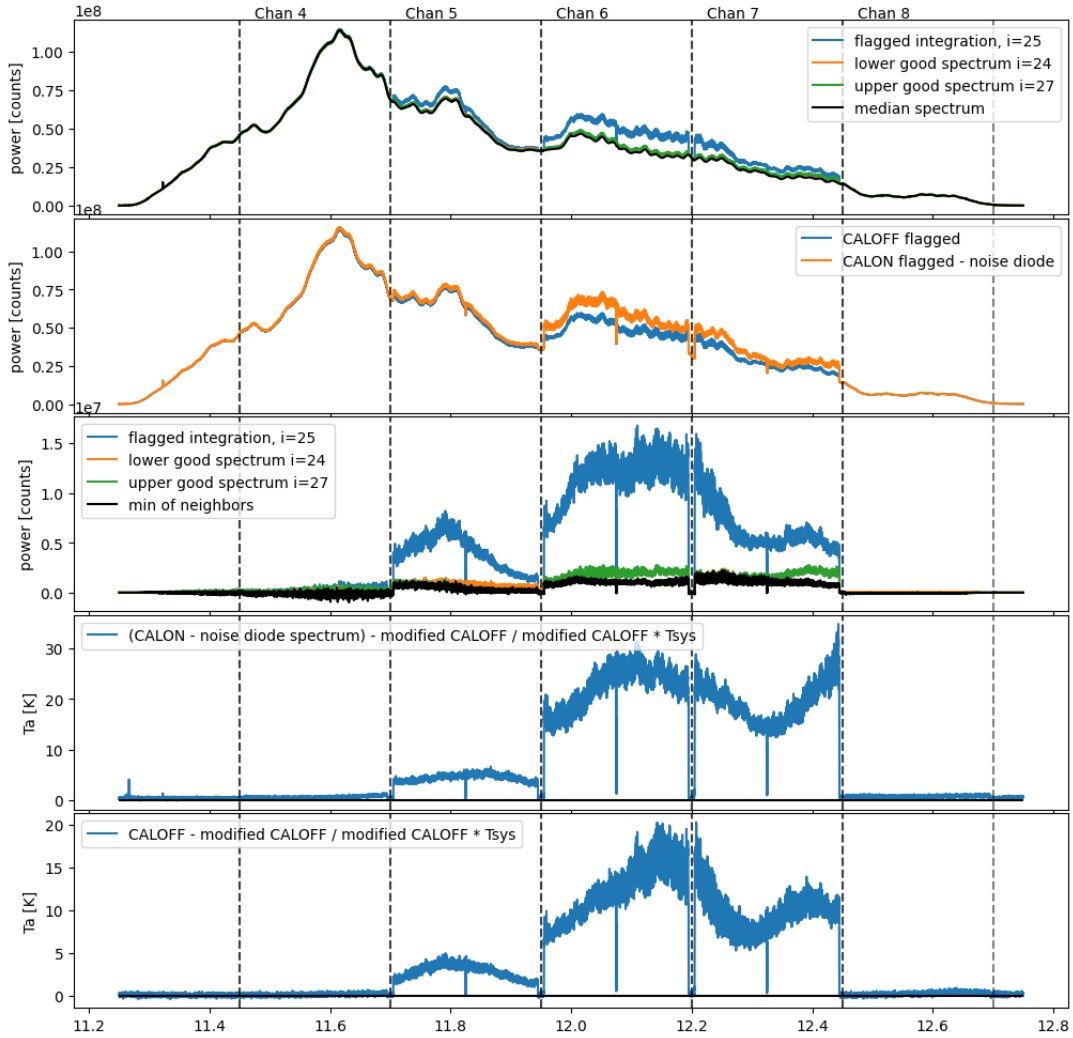 Chan 4 Chan 5 Chan 6 Chan 7 Chan 8
1e8
1.00
0.75
0.50
0.25
0.00
power [counts]
flagged integration, i=25
lower good spectrum i=24
upper good spectrum i=27
median spectrum
1e8
1.00
0.75
0.50
0.25
0.00
power [counts]
CALOFF flagged
CALON flagged - noise diode
1e7
1.5
1.0
0.5
0.0
power [counts]
flagged integration, i=25
lower good spectrum i=24
upper good spectrum i=27
min of neighbors
30
20
10
0
Ta [K]
(CALON - noise diode spectrum) - modified CALOFF / modified CALOFF * Tsys
20
15
10
5
0
Ta [K]
CALOFF - modified CALOFF / modified CALOFF * Tsys
11.2 11.4 11.6 11.8 12.0 12.2 12.4 12.6 12.8